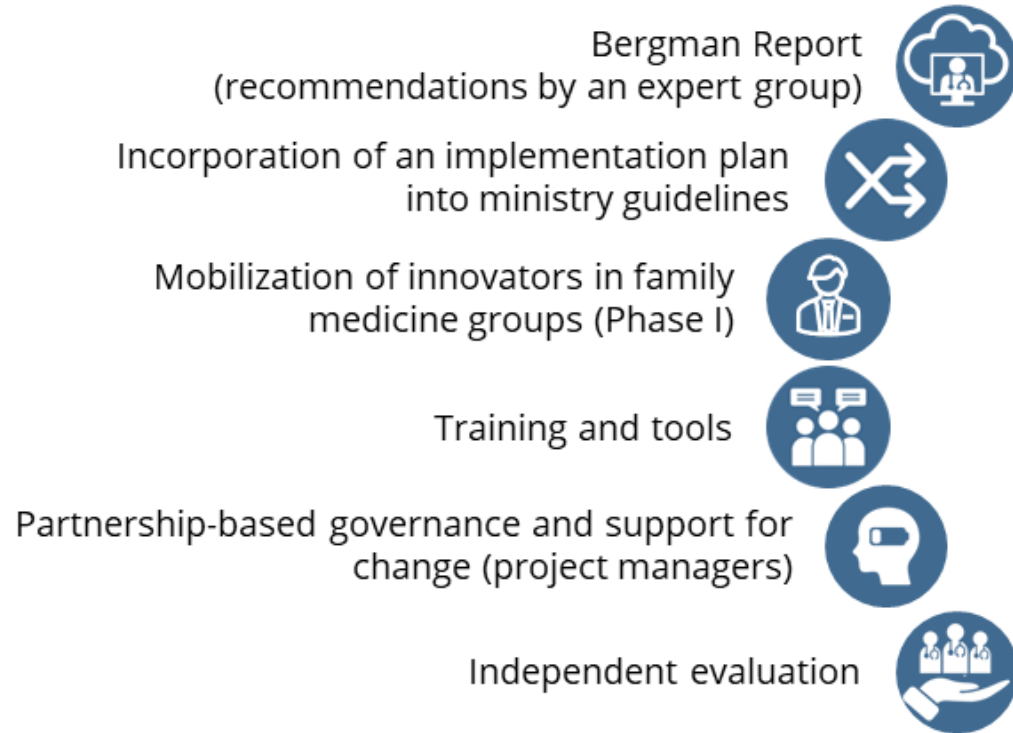 Bergman Report
(recommendations by an expert group)
Incorporation of an implementation plan
into ministry guidelines
Mobilization of innovators in family
medicine groups (Phase I)
Training and tools
Partnership-based governance and support for
change (project managers)
Independent evaluation